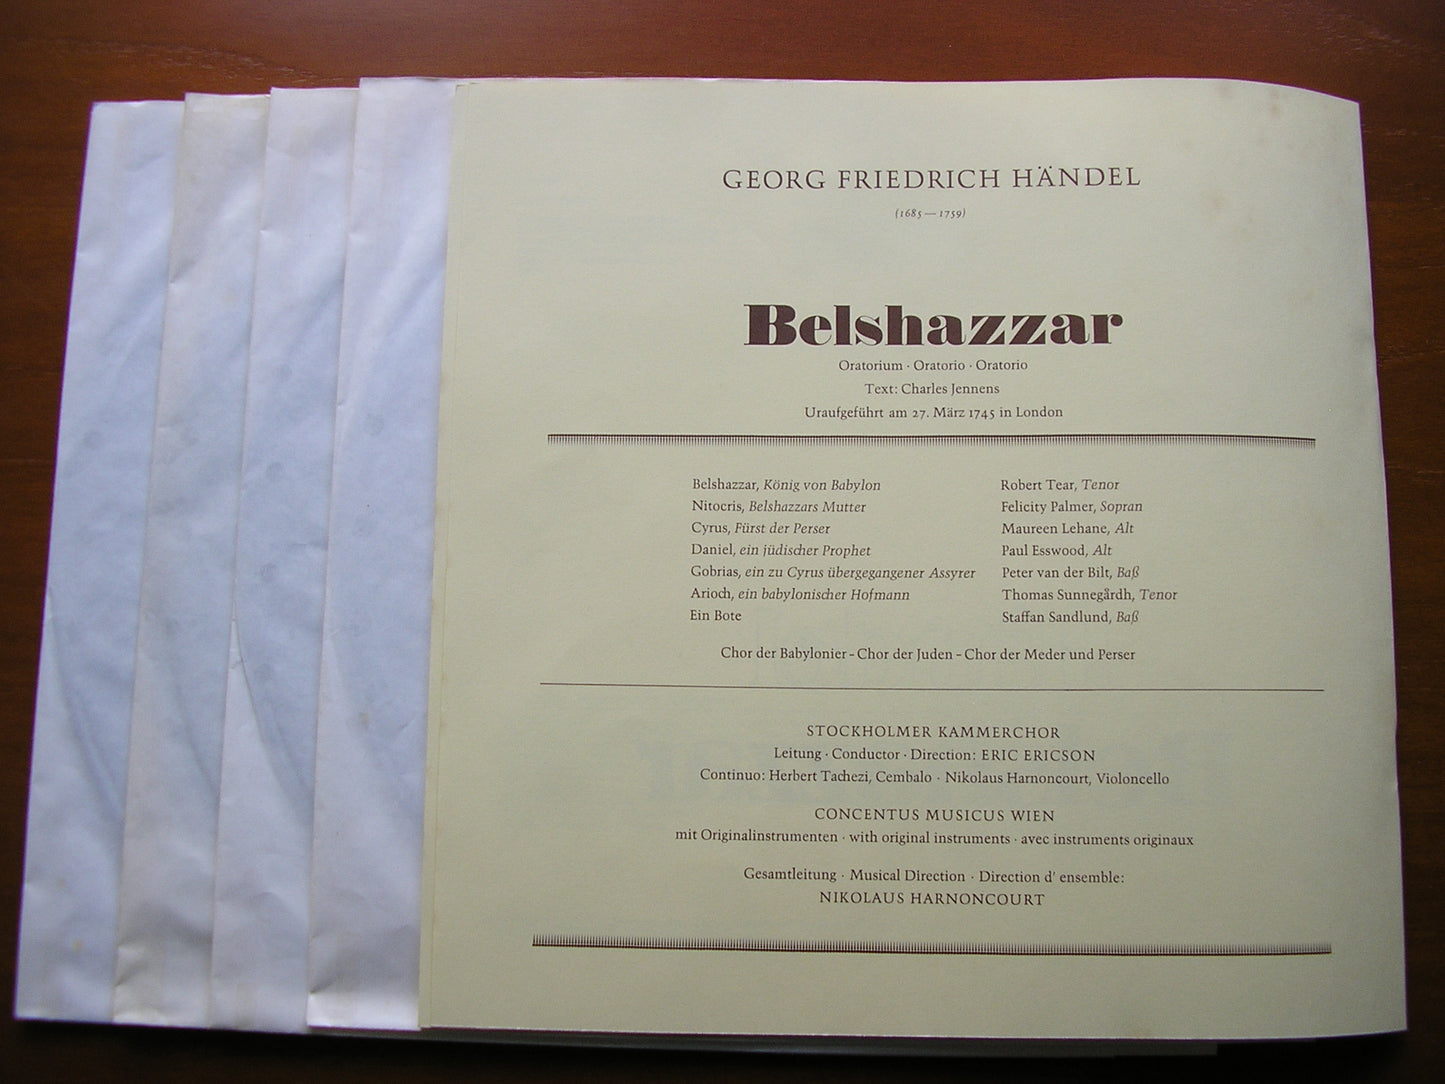 GEORG FRIEDRICH HÄNDEL
(1685—1759)
Belshazzar
Oratorium · Oratorio · Oratorio
Text: Charles Jennens
Uraufgeführt am 27. März 1745 in London
Belshazzar, König von Babylon Robert Tear, Tenor
Nitocris, Belshazzars Mutter Felicity Palmer, Sopran
Cyrus, Fürst der Perser Maureen Lehane, Alt
Daniel, ein jüdischer Prophet Paul Esswood, Alt
Gobrias, ein zu Cyrus übergegangener Assyrer Peter van der Bilt, Baß
Arioch, ein babylonischer Hofmann Thomas Sunnegårdh, Tenor
Ein Bote Staffan Sandlund, Baß
Chor der Babylonier – Chor der Juden – Chor der Meder und Perser
STOCKHOLMER KAMMERCHOR
Leitung · Conductor · Direction: ERIC ERICSON
Continuo: Herbert Tachezi, Cembalo · Nikolaus Harnoncourt, Violoncello
CONCENTUS MUSICUS WIEN
mit Originalinstrumenten · with original instruments · avec instruments originaux
Gesamtleitung · Musical Direction · Direction d' ensemble:
NIKOLAUS HARNONCOURT